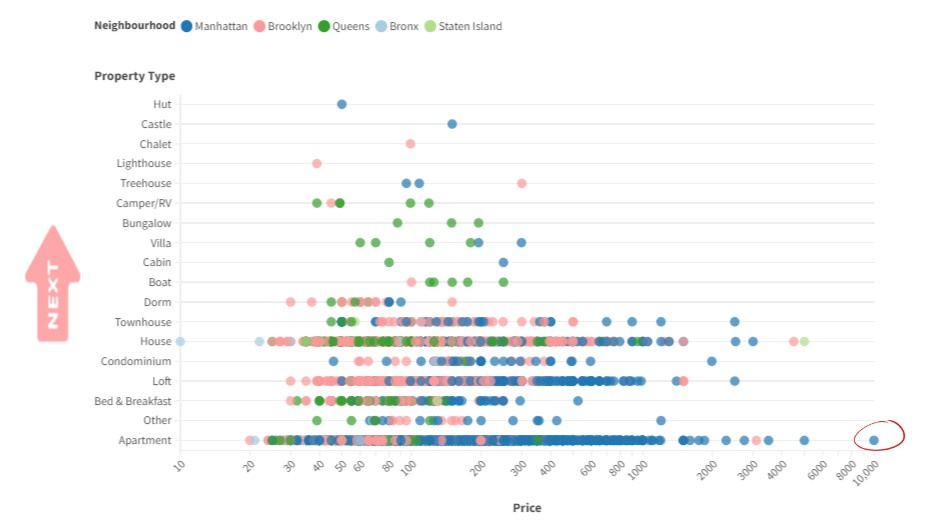 Neighbourhood Manhattan Brooklyn Queens Bronx Staten Island
Property Type
Hut
Castle
Chalet
Lighthouse
Treehouse
Camper/RV
Bungalow
Villa
Cabin
Boat
Dorm
Townhouse
House
Condominium
Loft
Bed & Breakfast
Other
Apartment
NEXT
10 20 30 40 50 60 80 100 200 300 400 600 800 1000 2000 3000 4000 6000 8000 10,000
Price